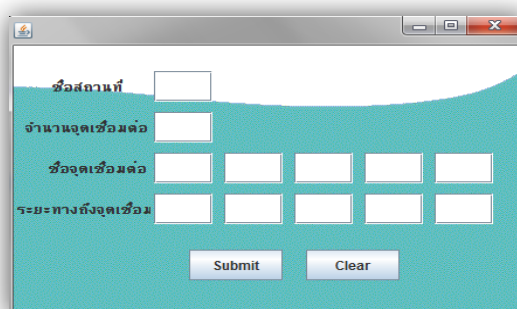 ชื่อสถานที่
จำนวนจุดเชื่อมต่อ
ชื่อจุดเชื่อมต่อ
ระยะทางถึงจุดเชื่อม
Submit Clear